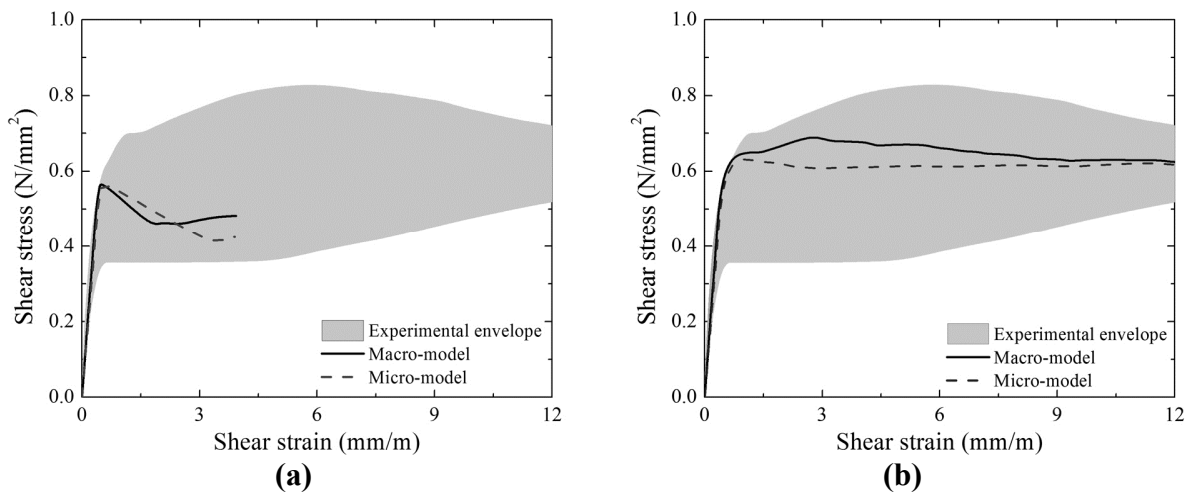 1.0
0.8
0.6
0.4
0.2
0.0
Shear stress (N/mm²)
Experimental envelope
Macro-model
Micro-model
0 3 6 9 12
Shear strain (mm/m)
(a)
1.0
0.8
0.6
0.4
0.2
0.0
Shear stress (N/mm²)
Experimental envelope
Macro-model
Micro-model
0 3 6 9 12
Shear strain (mm/m)
(b)